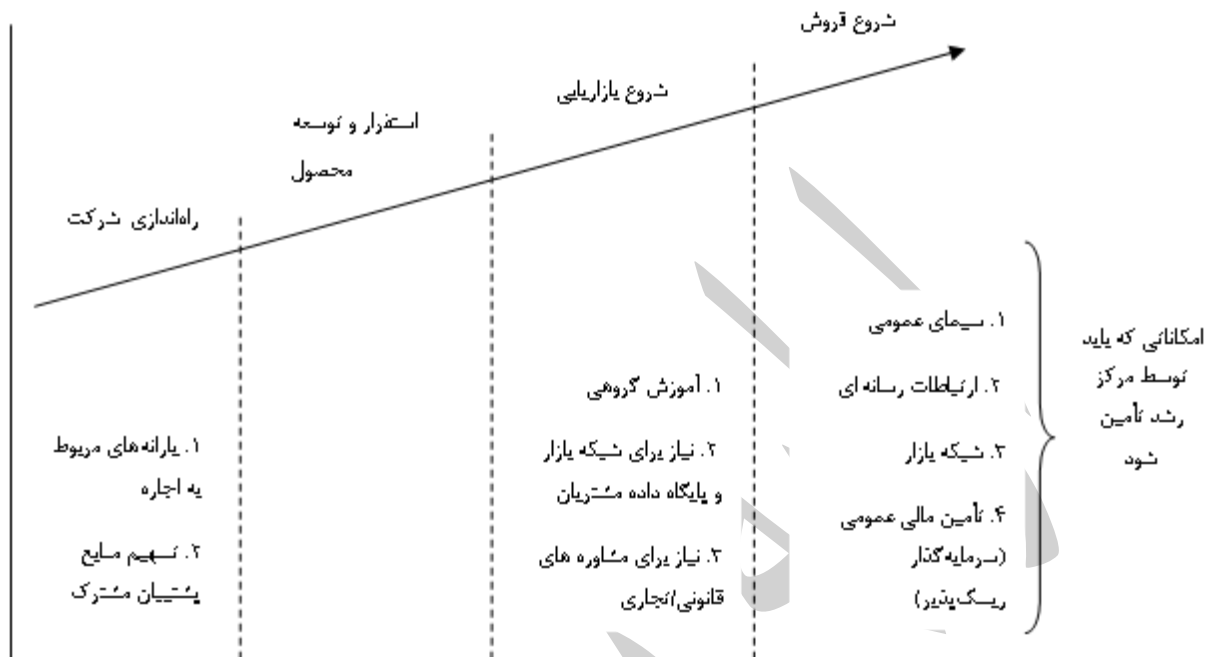 شروع فروش
شروع بازاریابی
استقرار و توسعه
محصول
راه‌اندازی شرکت
۱. سیمای عمومی
۲. ارتباطات رسانه ای
۳. شبکه بازار
۴. تأمین مالی عمومی
(سرمایه‌گذار
ریسک‌پذیر)
امکاناتی که باید
توسط مرکز
رشد تأمین
شود
۱. آموزش گروهی
۲. نیاز برای شبکه بازار
و پایگاه داده مشتریان
۳. نیاز برای مشاوره های
قانونی/تجاری
۱. یارانه‌های مربوط
به اجاره
۲. تسهیم منابع
پشتیبان مشترک